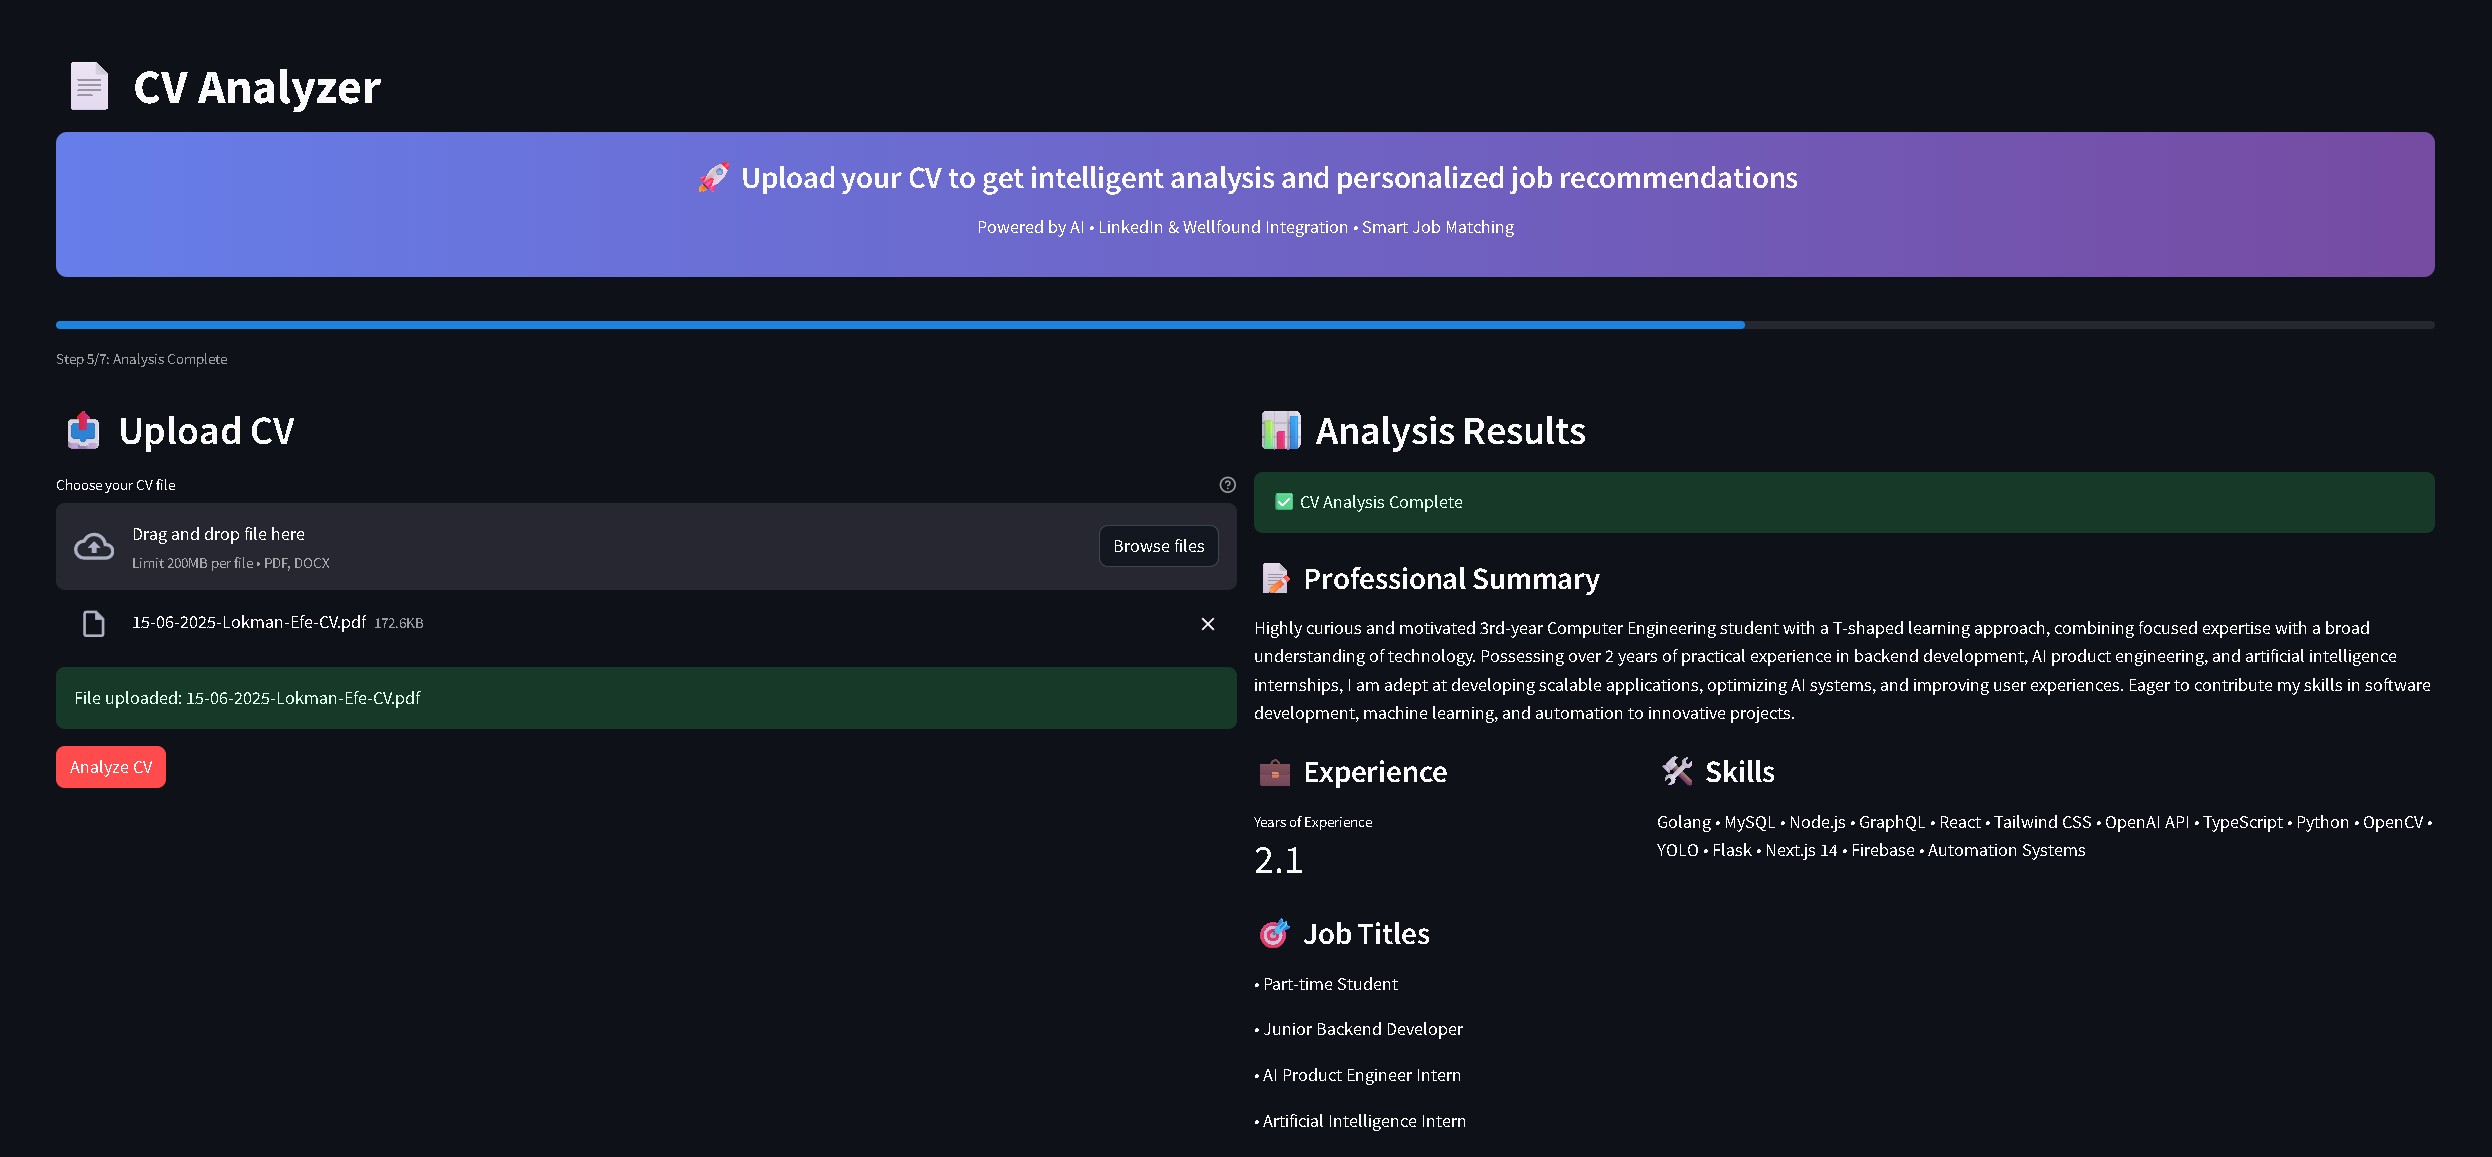 CV Analyzer
Upload your CV to get intelligent analysis and personalized job recommendations
Powered by AI • LinkedIn & Wellfound Integration • Smart Job Matching
Step 5/7: Analysis Complete
Upload CV
Choose your CV file
Drag and drop file here
Limit 200MB per file • PDF, DOCX
Browse files
15-06-2025-Lokman-Efe-CV.pdf 172.6KB
File uploaded: 15-06-2025-Lokman-Efe-CV.pdf
Analyze CV
Analysis Results
CV Analysis Complete
Professional Summary
Highly curious and motivated 3rd-year Computer Engineering student with a T-shaped learning approach, combining focused expertise with a broad
understanding of technology. Possessing over 2 years of practical experience in backend development, AI product engineering, and artificial intelligence
internships, I am adept at developing scalable applications, optimizing AI systems, and improving user experiences. Eager to contribute my skills in software
development, machine learning, and automation to innovative projects.
Experience
Years of Experience
2.1
Skills
Golang • MySQL • Node.js • GraphQL • React • Tailwind CSS • OpenAI API • TypeScript • Python • OpenCV •
YOLO • Flask • Next.js 14 • Firebase • Automation Systems
Job Titles
• Part-time Student
• Junior Backend Developer
• AI Product Engineer Intern
• Artificial Intelligence Intern